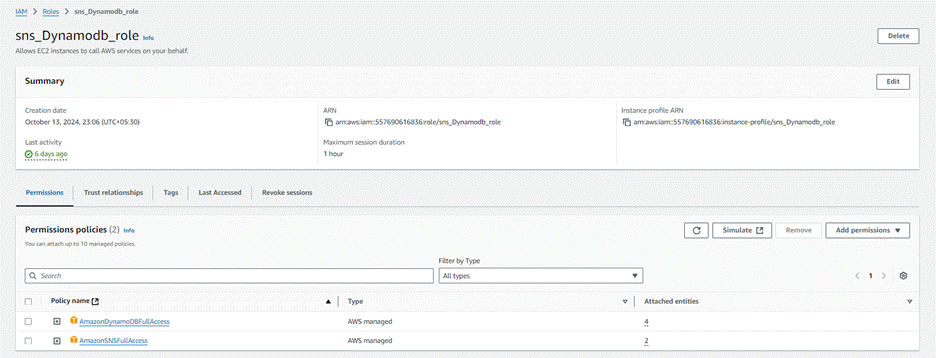 IAM > Roles > sns_Dynamodb_role
sns_Dynamodb_role Info
Delete
Allows EC2 instances to call AWS services on your behalf.
Summary
Edit
Creation date
October 13, 2024, 23:06 (UTC+05:30)
ARN
arn:aws:iam::557690616836:role/sns_Dynamodb_role
Instance profile ARN
arn:aws:iam::557690616836:instance-profile/sns_Dynamodb_role
Last activity
6 days ago
Maximum session duration
1 hour
Permissions Trust relationships Tags Last Accessed Revoke sessions
Permissions policies (2) Info
Simulate Remove Add permissions
You can attach up to 10 managed policies.
Filter by Type
Search All types 1
Policy name Type Attached entities
AmazonDynamoDBFullAccess AWS managed 4
AmazonSNSFullAccess AWS managed 2